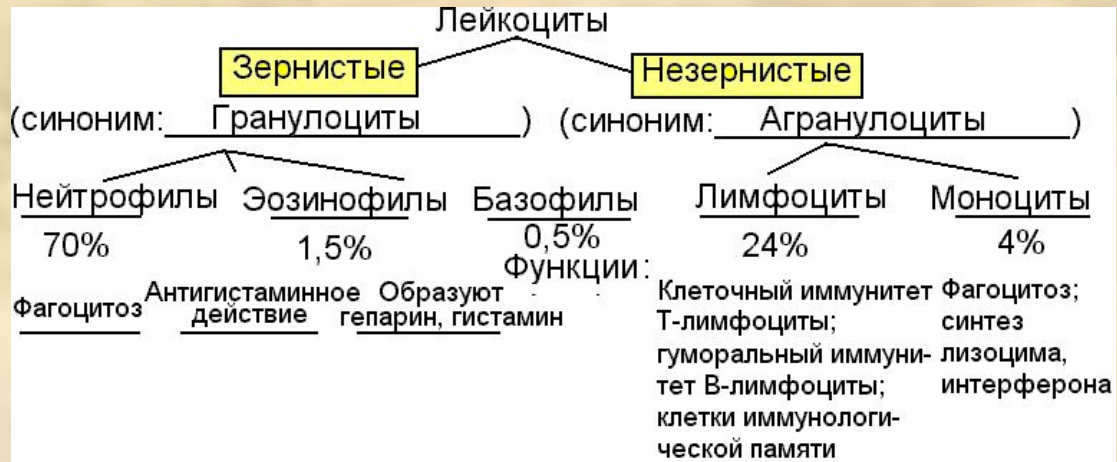 Лейкоциты
Зернистые Незернистые
(синоним: Гранулоциты ) (синоним: Агранулоциты )
Нейтрофилы Эозинофилы Базофилы Лимфоциты Моноциты
70% 1,5% 0,5% 24% 4%
Функции:
Фагоцитоз
Антигистаминное
действие
Образуют
гепарин, гистамин
Клеточный иммунитет
Т-лимфоциты;
гуморальный иммуни-
тет В-лимфоциты;
клетки иммунологи-
ческой памяти
Фагоцитоз;
синтез
лизоцима,
интерферона